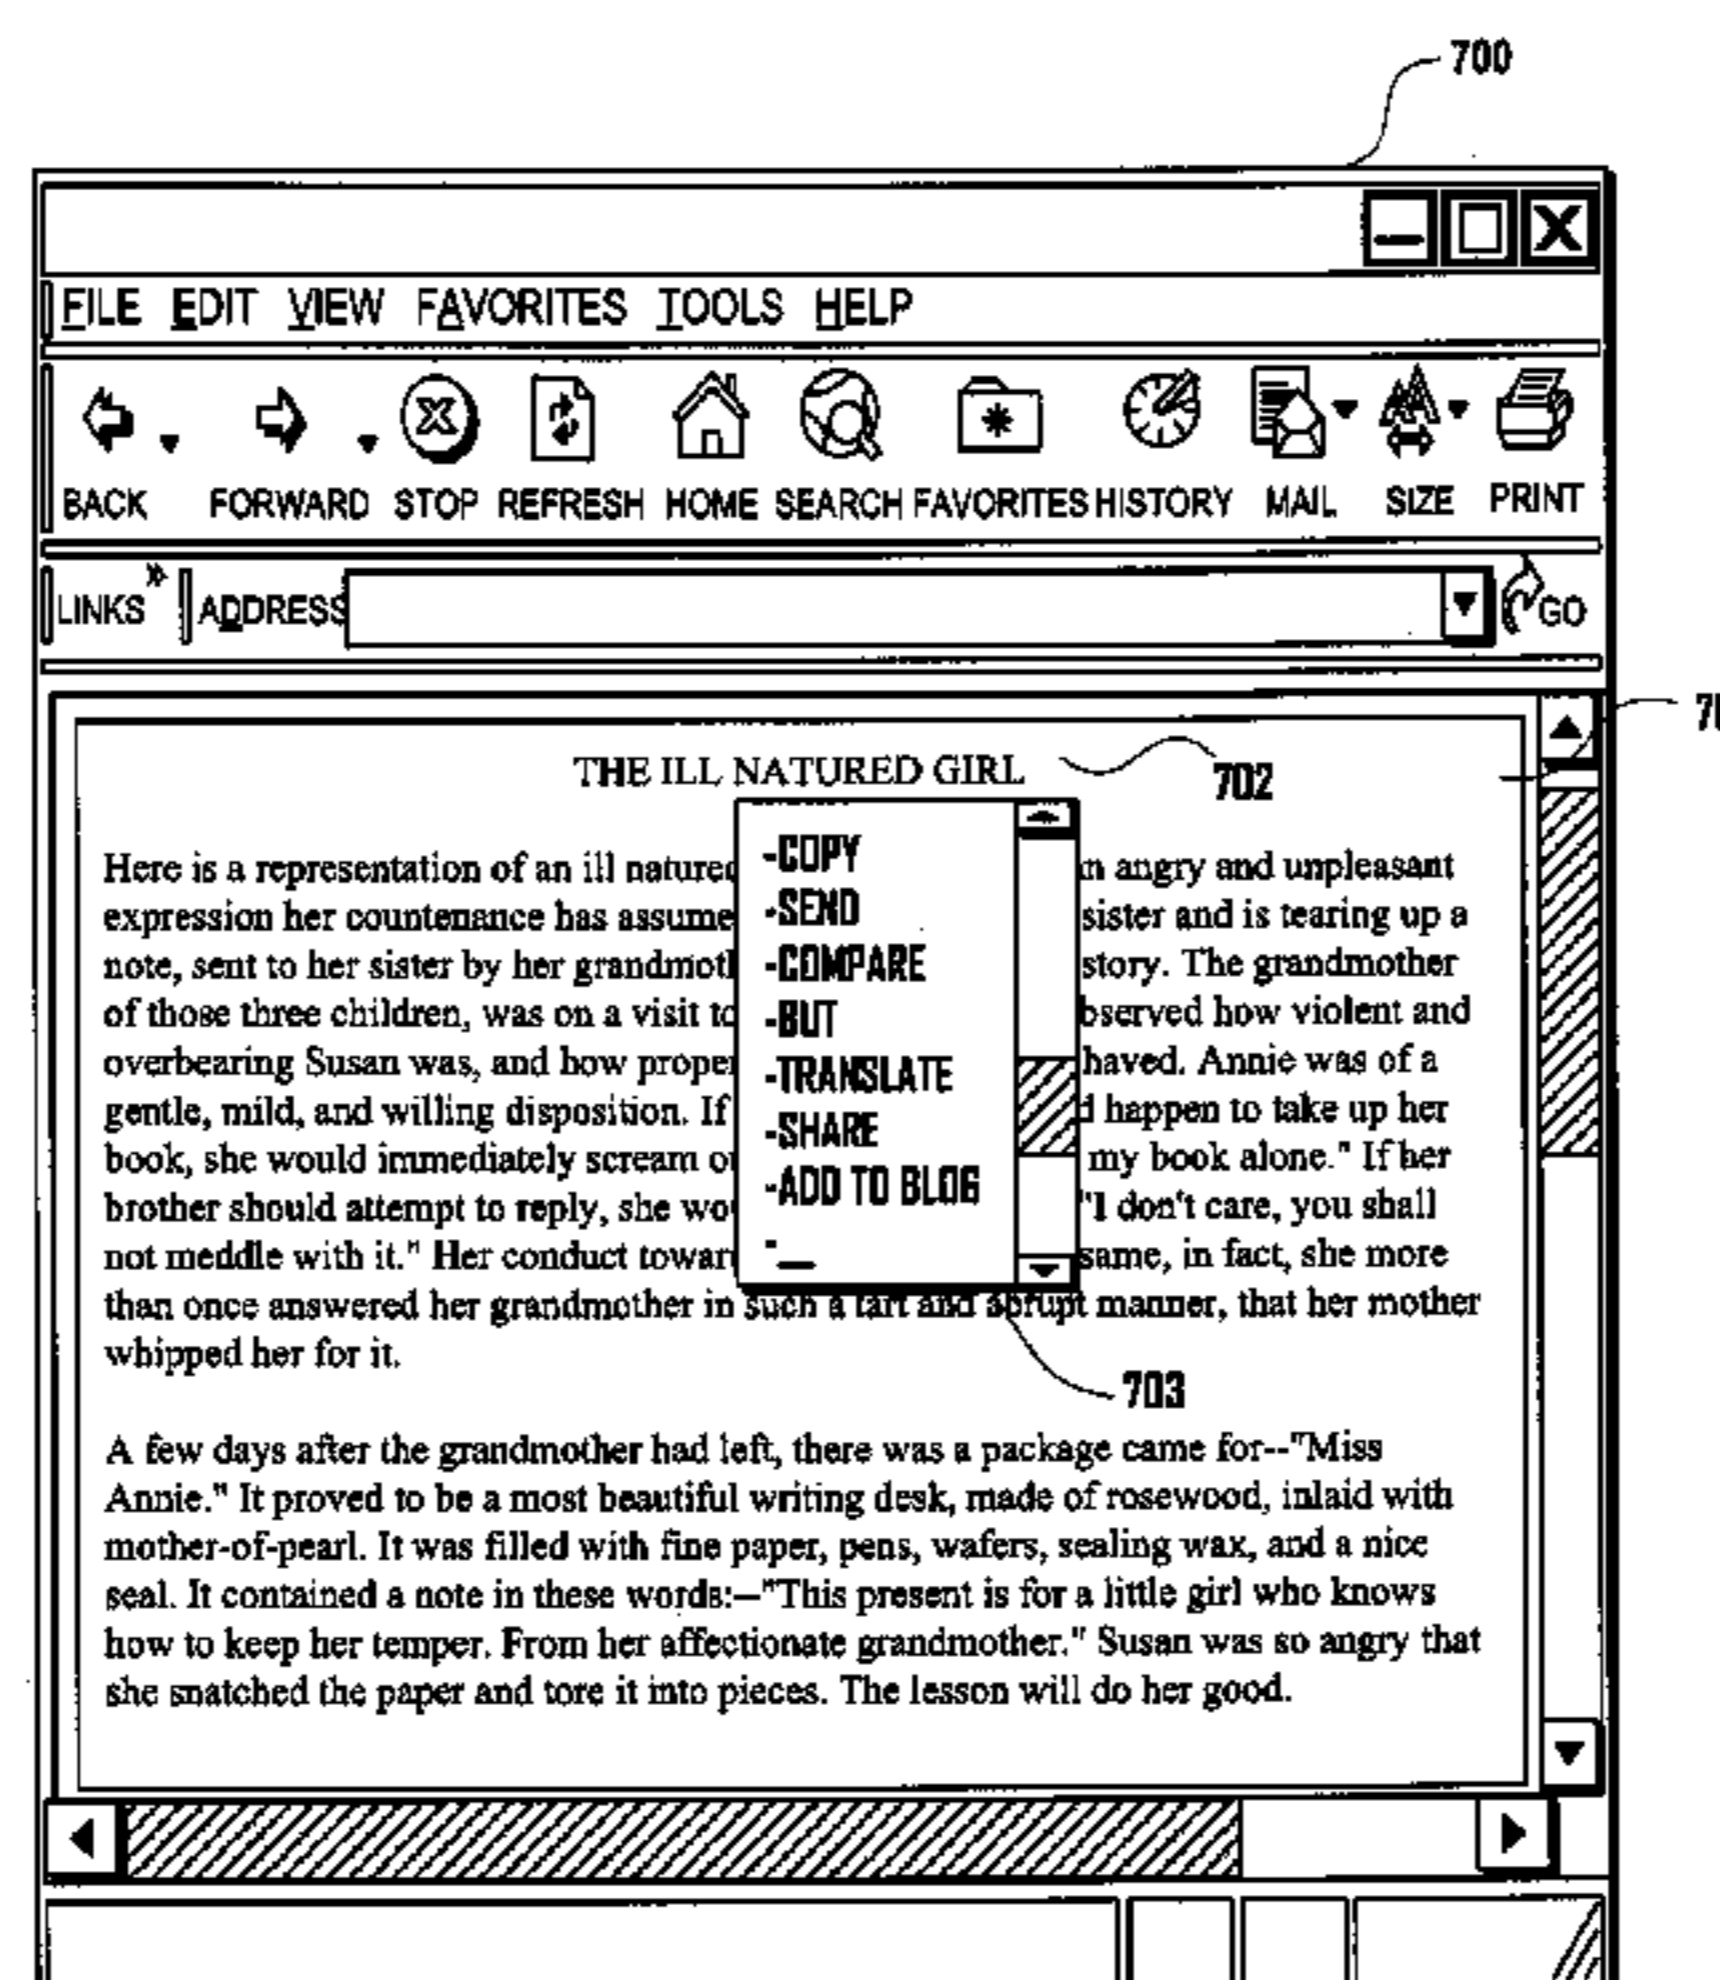 700
FILE EDIT VIEW FAVORITES TOOLS HELP
BACK FORWARD STOP REFRESH HOME SEARCH FAVORITES HISTORY MAIL SIZE PRINT
LINKS » ADDRESS GO
THE ILL NATURED GIRL
702
-COPY
-SEND
-COMPARE
-BUT
-TRANSLATE
-SHARE
-ADD TO BLOG
-__
Here is a representation of an ill angry and unpleasant
expression her countenance has sister and is tearing up a
note, sent to her sister by her story. The grandmother
of those three children, was on a visit how violent and
overbearing Susan was, and how Annie was of a
gentle, mild, and willing disposition. If happen to take up her
book, she would immediately scream my book alone." If her
brother should attempt to reply, she "I don't care, you shall
not meddle with it." Her conduct same, in fact, she more
than once answered her grandmother in such a tart and abrupt manner, that her mother
whipped her for it.
703
A few days after the grandmother had left, there was a package came for--"Miss
Annie." It proved to be a most beautiful writing desk, made of rosewood, inlaid with
mother-of-pearl. It was filled with fine paper, pens, wafers, sealing wax, and a nice
seal. It contained a note in these words:--"This present is for a little girl who knows
how to keep her temper. From her affectionate grandmother." Susan was so angry that
she snatched the paper and tore it into pieces. The lesson will do her good.